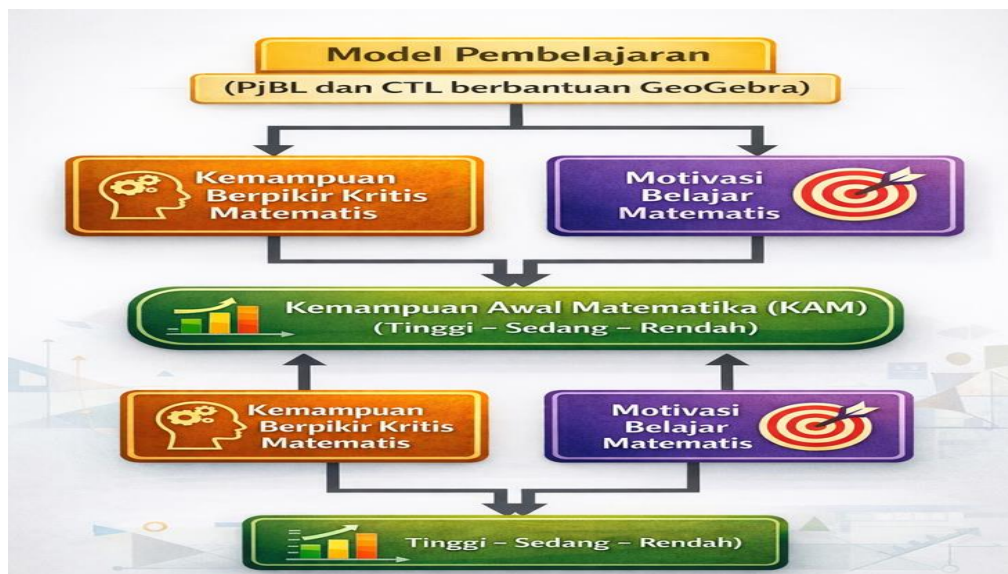 Model Pembelajaran
(PjBL dan CTL berbantuan GeoGebra)
Kemampuan
Berpikir Kritis
Matematis
Motivasi
Belajar
Matematis
Kemampuan Awal Matematika (KAM)
(Tinggi – Sedang – Rendah)
Kemampuan
Berpikir Kritis
Matematis
Motivasi
Belajar
Matematis
Tinggi – Sedang – Rendah)